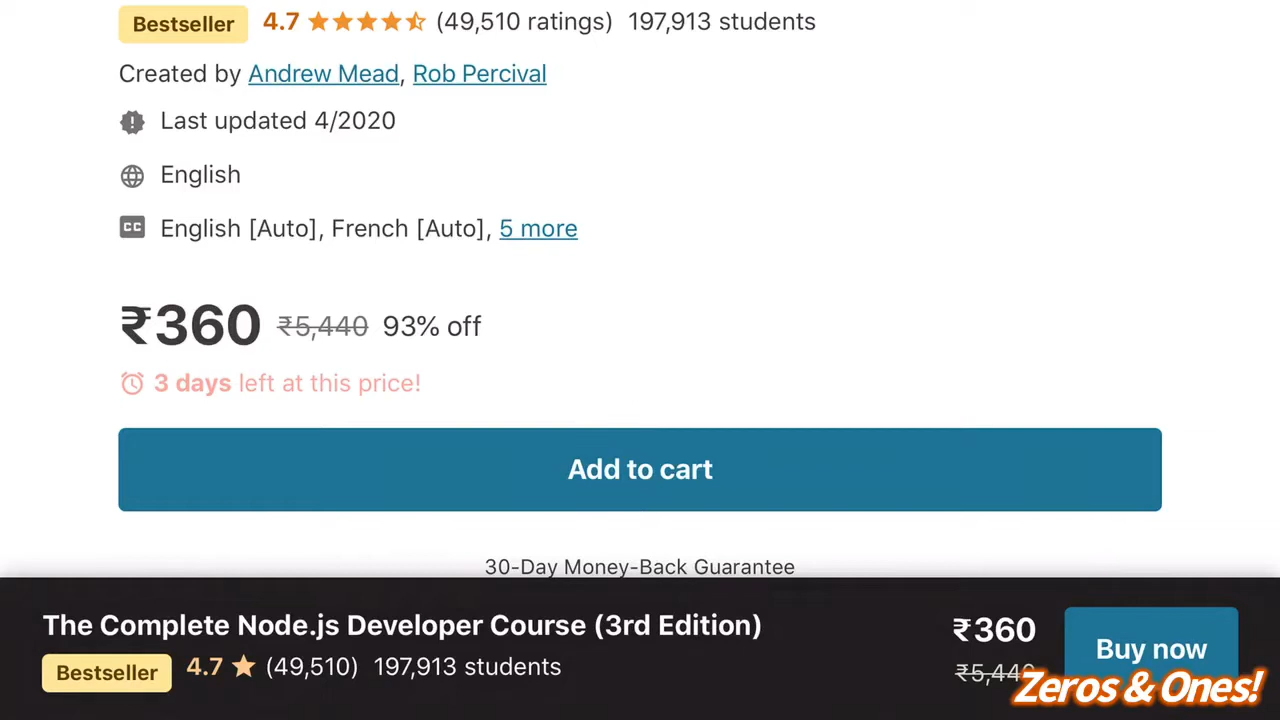 Bestseller 4.7 (49,510 ratings) 197,913 students
Created by Andrew Mead, Rob Percival
Last updated 4/2020
English
CC English [Auto], French [Auto], 5 more
₹360 ₹5,440 93% off
3 days left at this price!
Add to cart
30-Day Money-Back Guarantee
The Complete Node.js Developer Course (3rd Edition)
Bestseller 4.7 (49,510) 197,913 students
₹360
₹5,440
Buy now
Zeros & Ones!